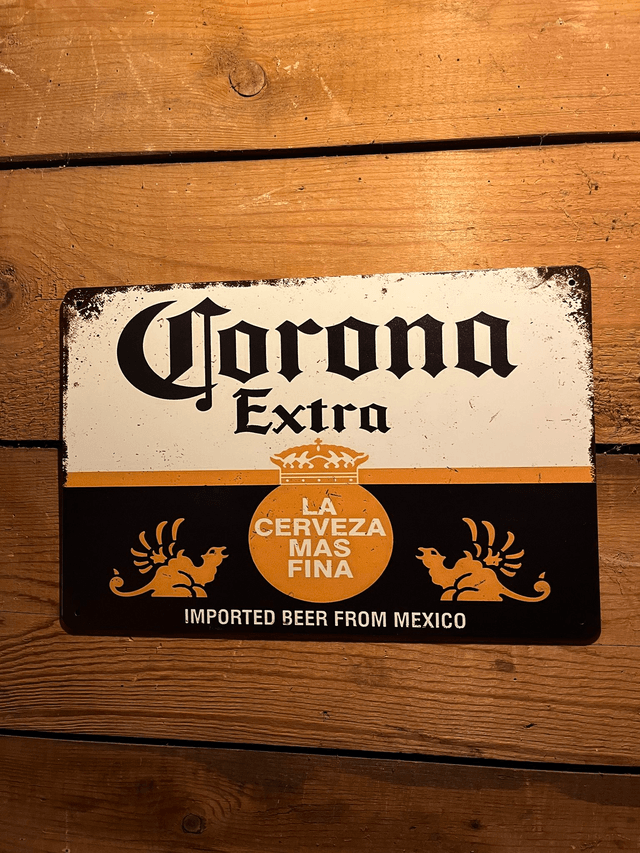 Corona
Extra
LA
CERVEZA
MAS
FINA
IMPORTED BEER FROM MEXICO